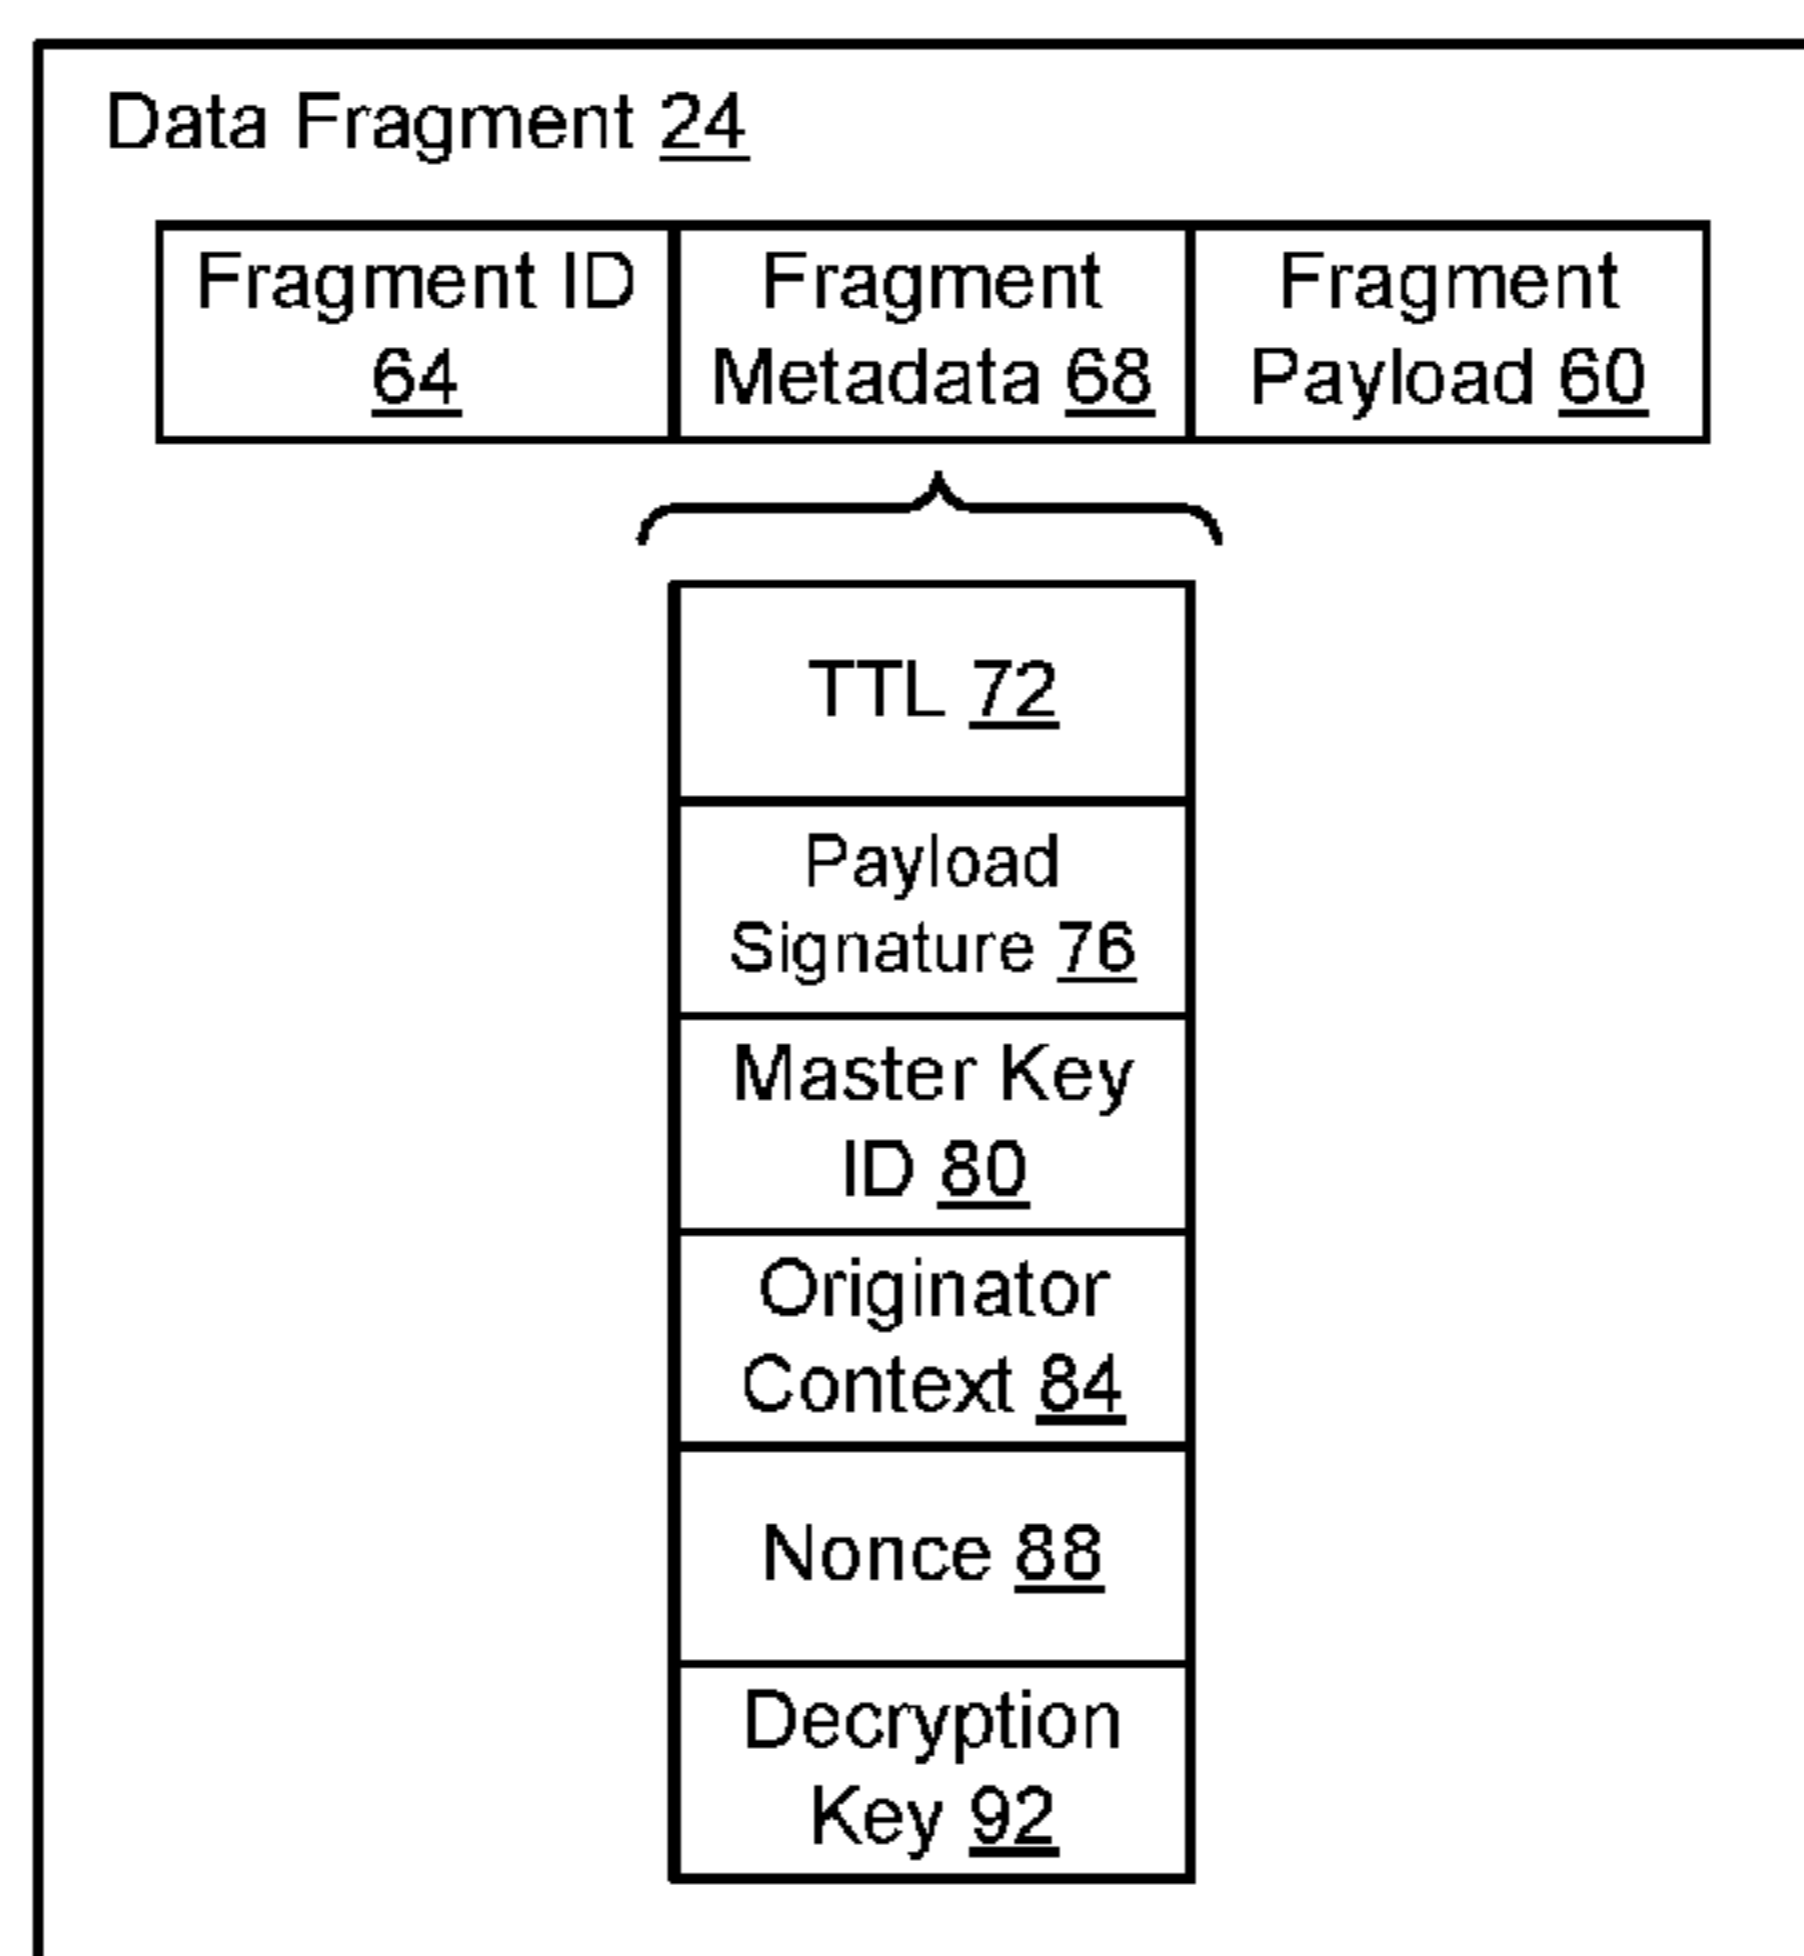 Data Fragment 24
Fragment ID
64
Fragment
Metadata 68
Fragment
Payload 60
TTL 72
Payload
Signature 76
Master Key
ID 80
Originator
Context 84
Nonce 88
Decryption
Key 92